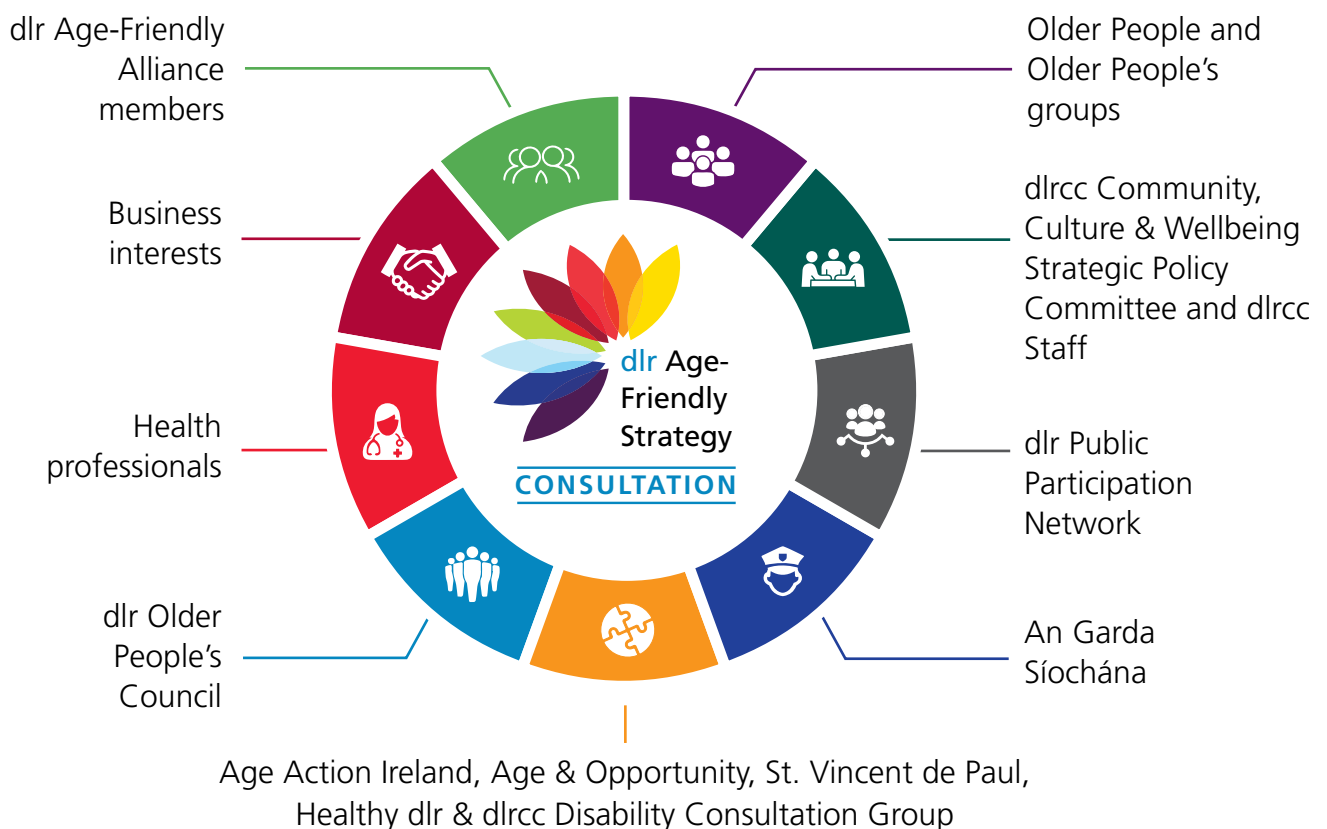 dlr Age-Friendly
Alliance
members
Older People and
Older People’s
groups
Business
interests
dlrcc Community,
Culture & Wellbeing
Strategic Policy
Committee and dlrcc
Staff
dlr Age-
Friendly
Strategy
CONSULTATION
Health
professionals
dlr Public
Participation
Network
dlr Older
People’s
Council
An Garda
Síochána
Age Action Ireland, Age & Opportunity, St. Vincent de Paul,
Healthy dlr & dlrcc Disability Consultation Group